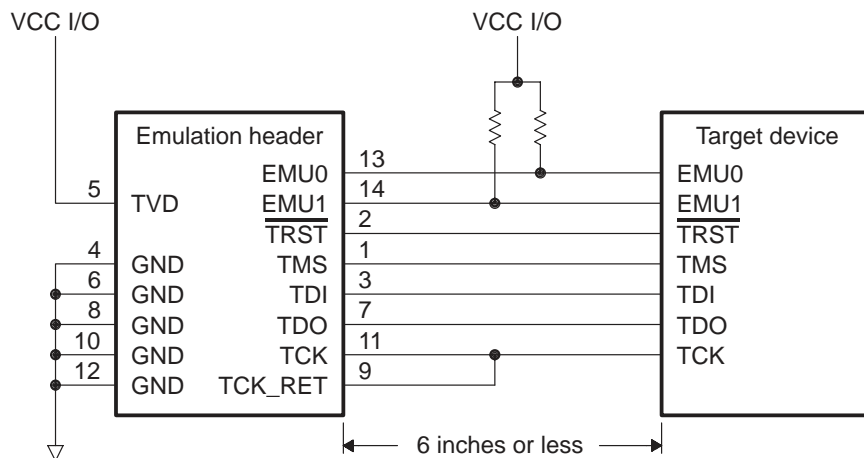 VCC I/O
VCC I/O
Emulation header
Target device
13
EMU0
EMU0
5
TVD
14
EMU1
EMU1
2
TRST
TRST
4
GND
1
TMS
TMS
6
GND
3
TDI
TDI
8
GND
7
TDO
TDO
10
GND
11
TCK
TCK
12
GND
9
TCK_RET
6 inches or less